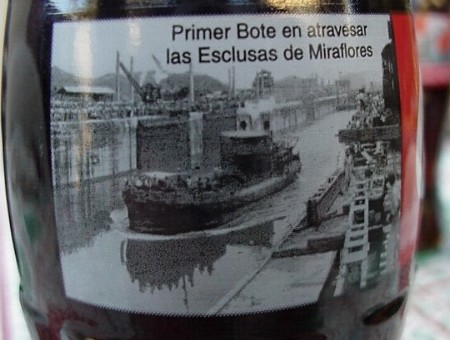 Primer Bote en atravesar
las Esclusas de Miraflores